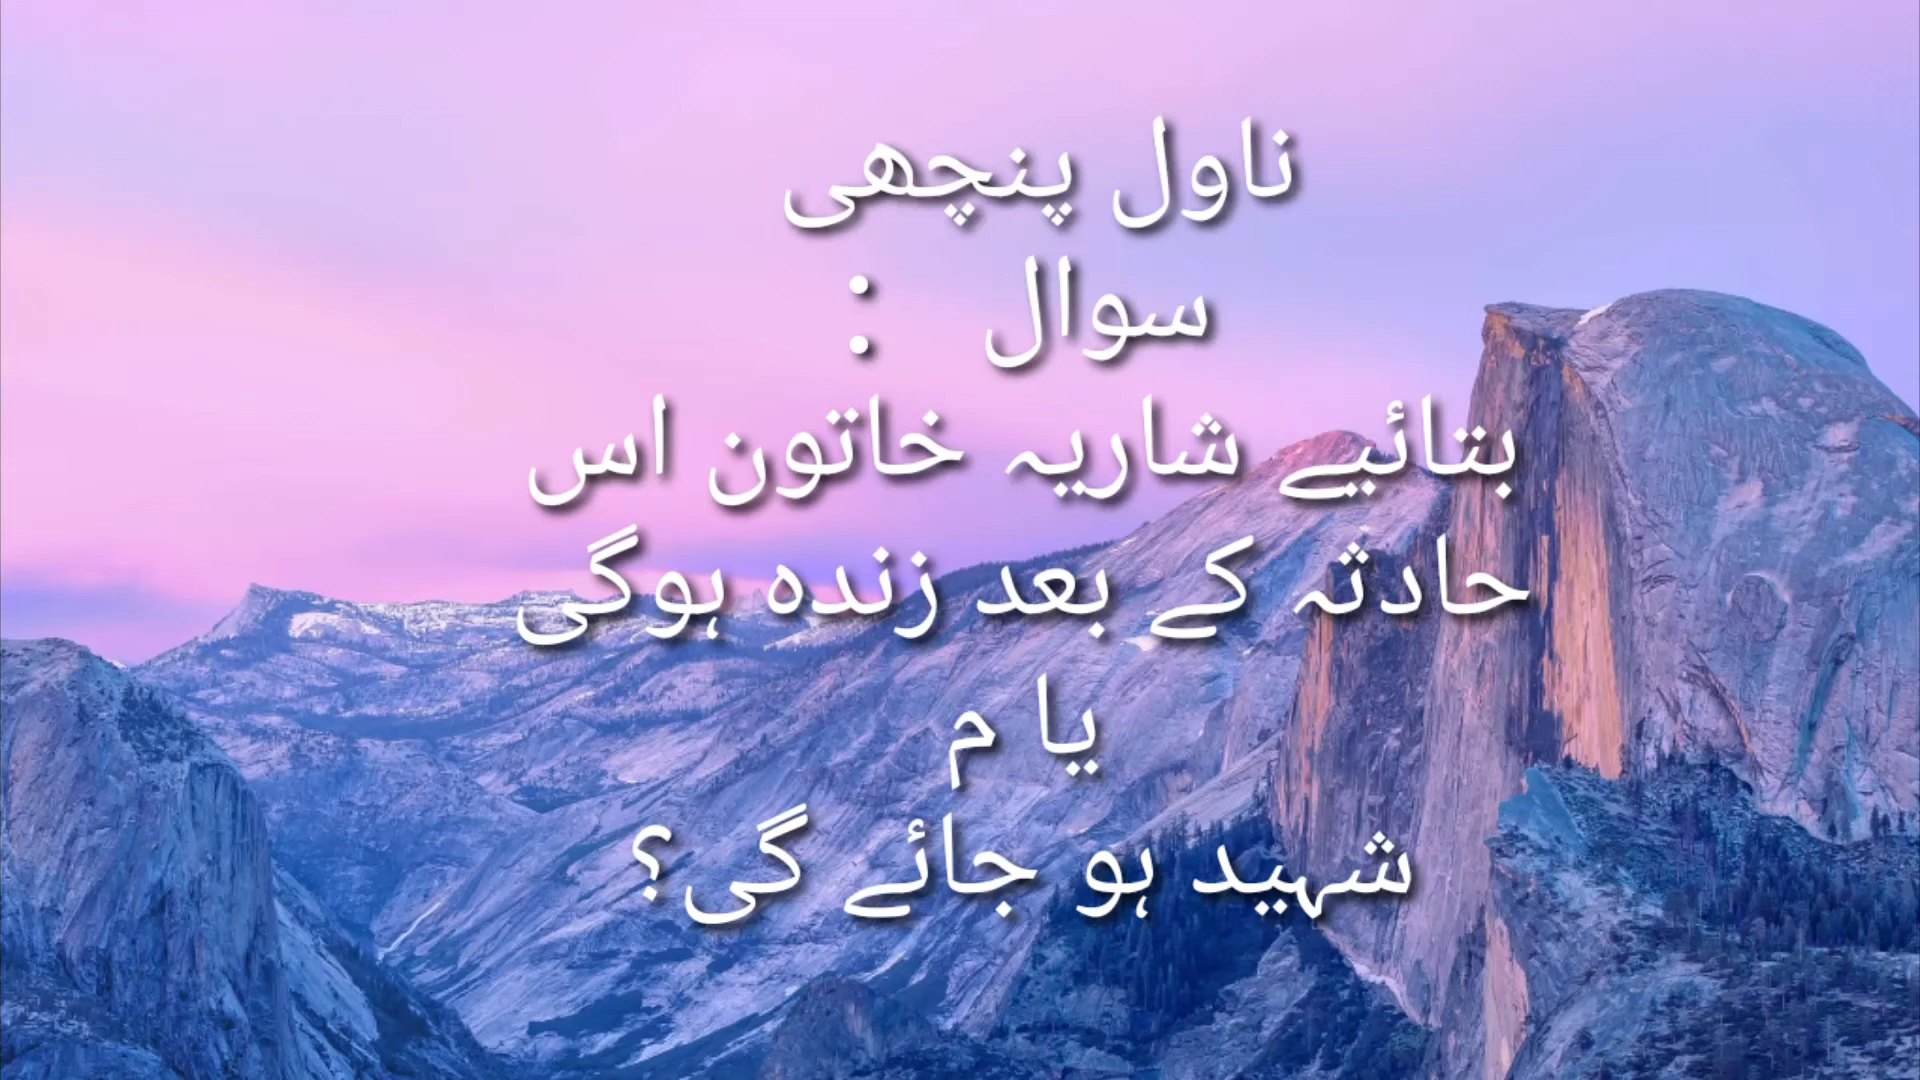 ناول پنچھی
سوال :
بتائیے شاریہ خاتون اس
حادثہ کے بعد زندہ ہوگی
یا م
شہید ہو جائے گی؟